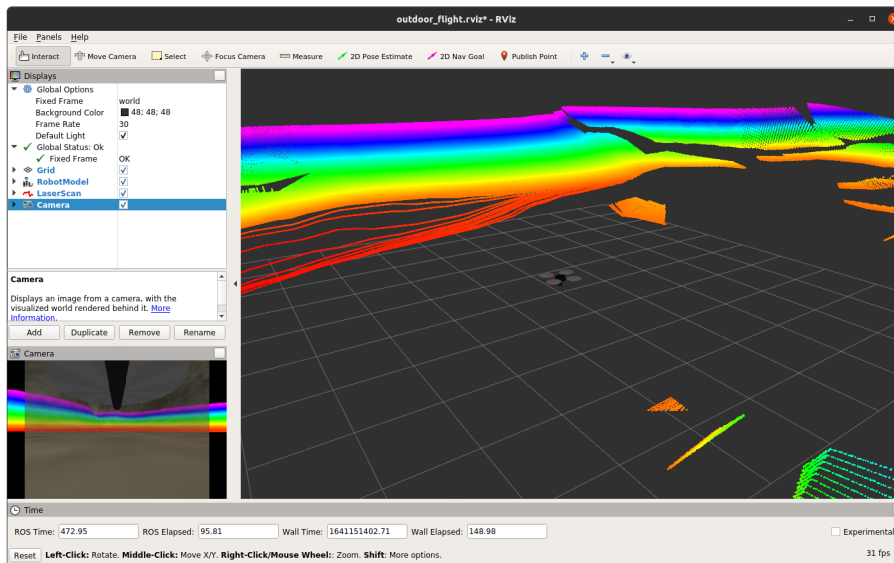 outdoor_flight.rviz* - RViz
File Panels Help
Interact Move Camera Select Focus Camera Measure 2D Pose Estimate 2D Nav Goal Publish Point
Displays
Global Options
Fixed Frame world
Background Color 48; 48; 48
Frame Rate 30
Default Light
Global Status: Ok
Fixed Frame OK
Grid
RobotModel
LaserScan
Camera
Camera
Displays an image from a camera, with the
visualized world rendered behind it. More
Information.
Add Duplicate Remove Rename
Camera
Time
ROS Time: 472.95 ROS Elapsed: 95.81 Wall Time: 1641151402.71 Wall Elapsed: 148.98 Experimental
Reset Left-Click: Rotate. Middle-Click: Move X/Y. Right-Click/Mouse Wheel:: Zoom. Shift: More options. 31 fps